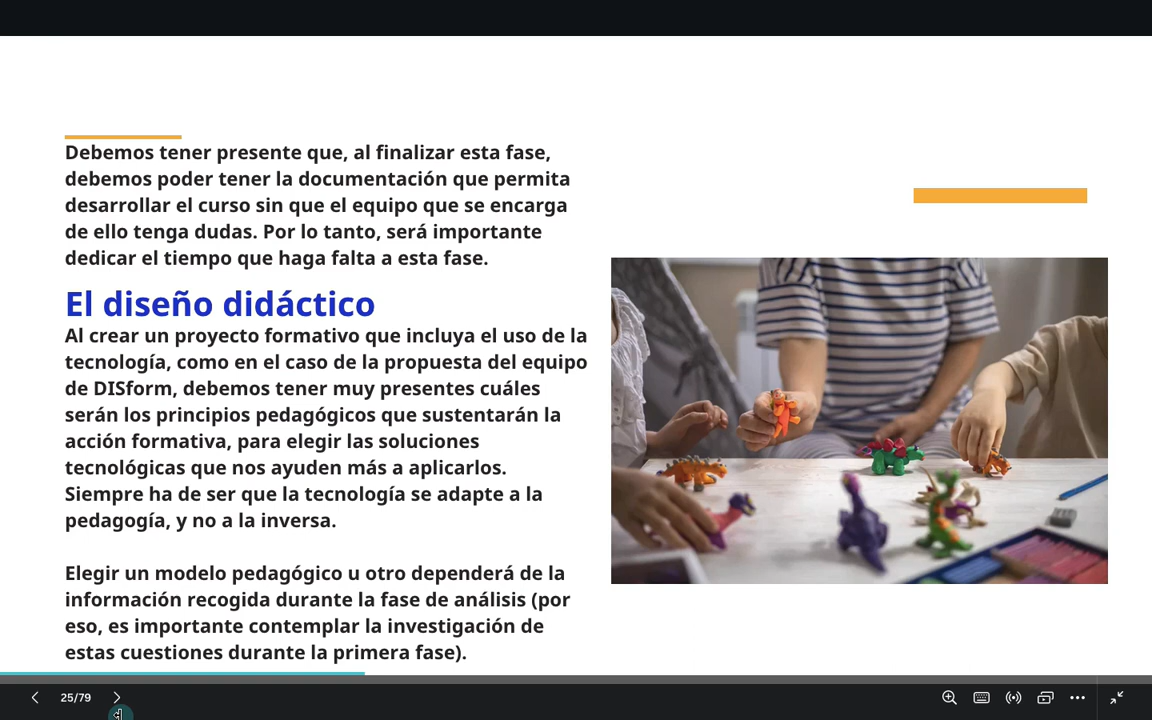 Debemos tener presente que, al finalizar esta fase,
debemos poder tener la documentación que permita
desarrollar el curso sin que el equipo que se encarga
de ello tenga dudas. Por lo tanto, será importante
dedicar el tiempo que haga falta a esta fase.
El diseño didáctico
Al crear un proyecto formativo que incluya el uso de la
tecnología, como en el caso de la propuesta del equipo
de DISform, debemos tener muy presentes cuáles
serán los principios pedagógicos que sustentarán la
acción formativa, para elegir las soluciones
tecnológicas que nos ayuden más a aplicarlos.
Siempre ha de ser que la tecnología se adapte a la
pedagogía, y no a la inversa.
Elegir un modelo pedagógico u otro dependerá de la
información recogida durante la fase de análisis (por
eso, es importante contemplar la investigación de
estas cuestiones durante la primera fase).
25/79